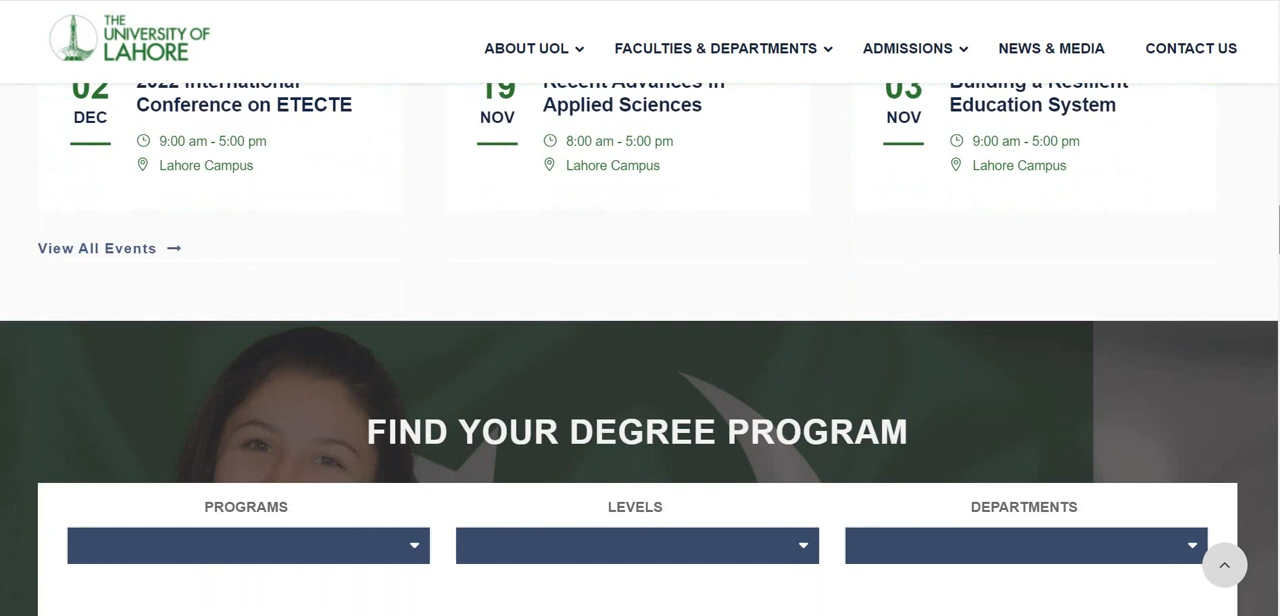 THE
UNIVERSITY OF
LAHORE
ABOUT UOL
FACULTIES & DEPARTMENTS
ADMISSIONS
NEWS & MEDIA
CONTACT US
02
DEC
2022 International
Conference on ETECTE
9:00 am - 5:00 pm
Lahore Campus
19
NOV
Recent Advances in
Applied Sciences
8:00 am - 5:00 pm
Lahore Campus
03
NOV
Building a Resilient
Education System
9:00 am - 5:00 pm
Lahore Campus
View All Events
FIND YOUR DEGREE PROGRAM
PROGRAMS
LEVELS
DEPARTMENTS